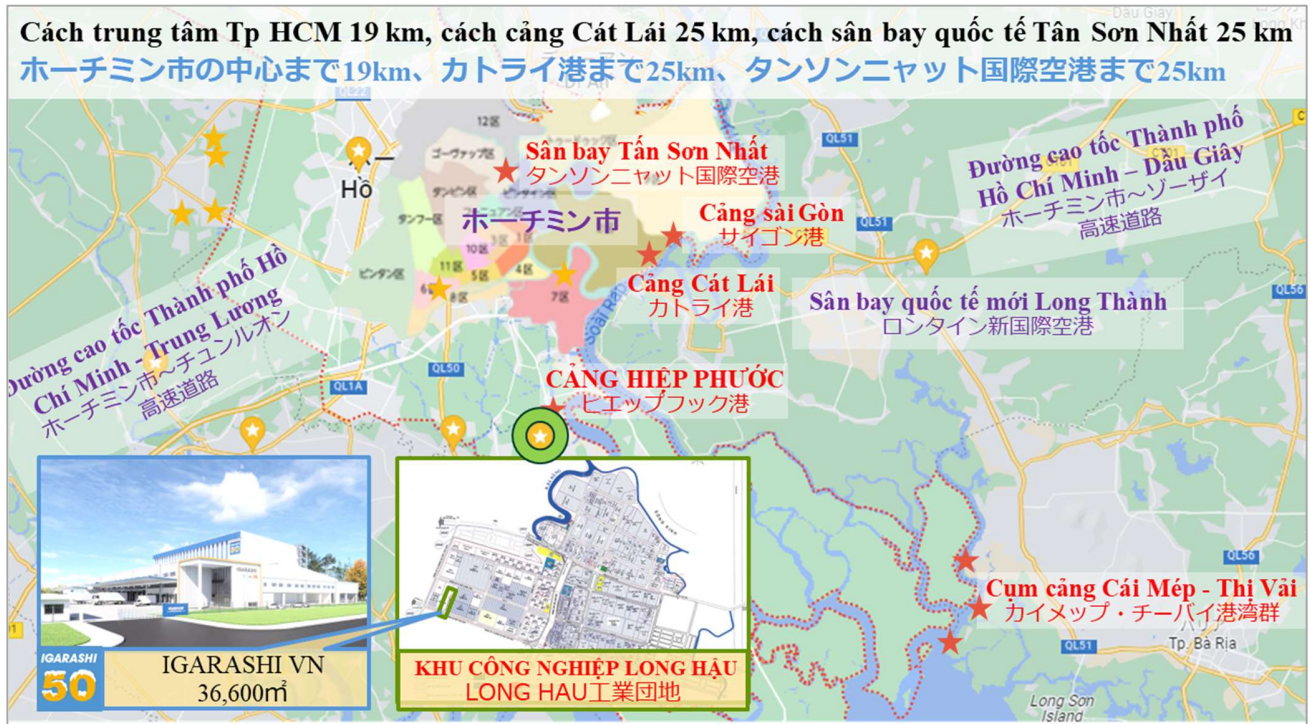 Cách trung tâm Tp HCM 19 km, cách cảng Cát Lái 25 km, cách sân bay quốc tế Tân Sơn Nhất 25 km
ホーチミン市の中心まで19km、カトライ港まで25km、タンソンニャット国際空港まで25km
Dĩ An
QL22
12区
ゴーヴァップ区
タンビン区
タンフー区
ビンタン区
10区
11区
5区
4区
8区
7区
Hồ
ホーチミン市
Sân bay Tấn Sơn Nhất
タンソンニャット国際空港
Cảng sài Gòn
サイゴン港
Cảng Cát Lái
カトライ港
QL51
QL51
Đường cao tốc Thành phố
Hồ Chí Minh – Dầu Giây
ホーチミン市～ゾーザイ
高速道路
Sân bay quốc tế mới Long Thành
ロンタイン新国際空港
QL56
Đường cao tốc Thành phố Hồ
Chí Minh - Trung Lương
ホーチミン市～チュンルオン
高速道路
QL1A
QL50
CẢNG HIỆP PHƯỚC
ヒエップフック港
QL56
Cụm cảng Cái Mép - Thị Vải
カイメップ・チーバイ港湾群
QL51
Tp. Bà Rịa
Long Son
Island
IGARASHI
IGARASHI
50
IGARASHI VN
36,600㎡
KHU CÔNG NGHIỆP LONG HẬU
LONG HAU工業団地